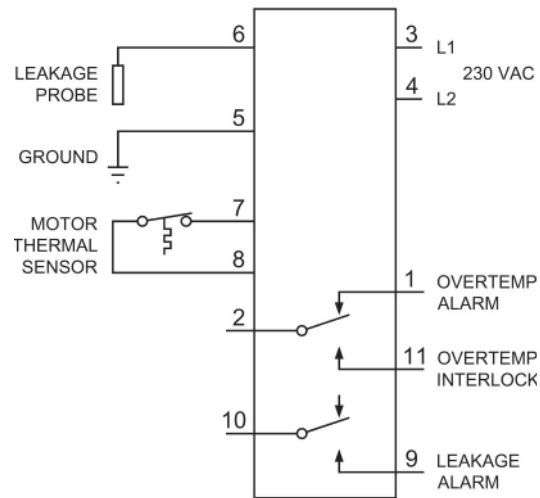 6
LEAKAGE
PROBE
5
GROUND
MOTOR
THERMAL
SENSOR
7
8
2
10
3 L1
230 VAC
4 L2
1 OVERTEMP
ALARM
11 OVERTEMP
INTERLOCK
9 LEAKAGE
ALARM